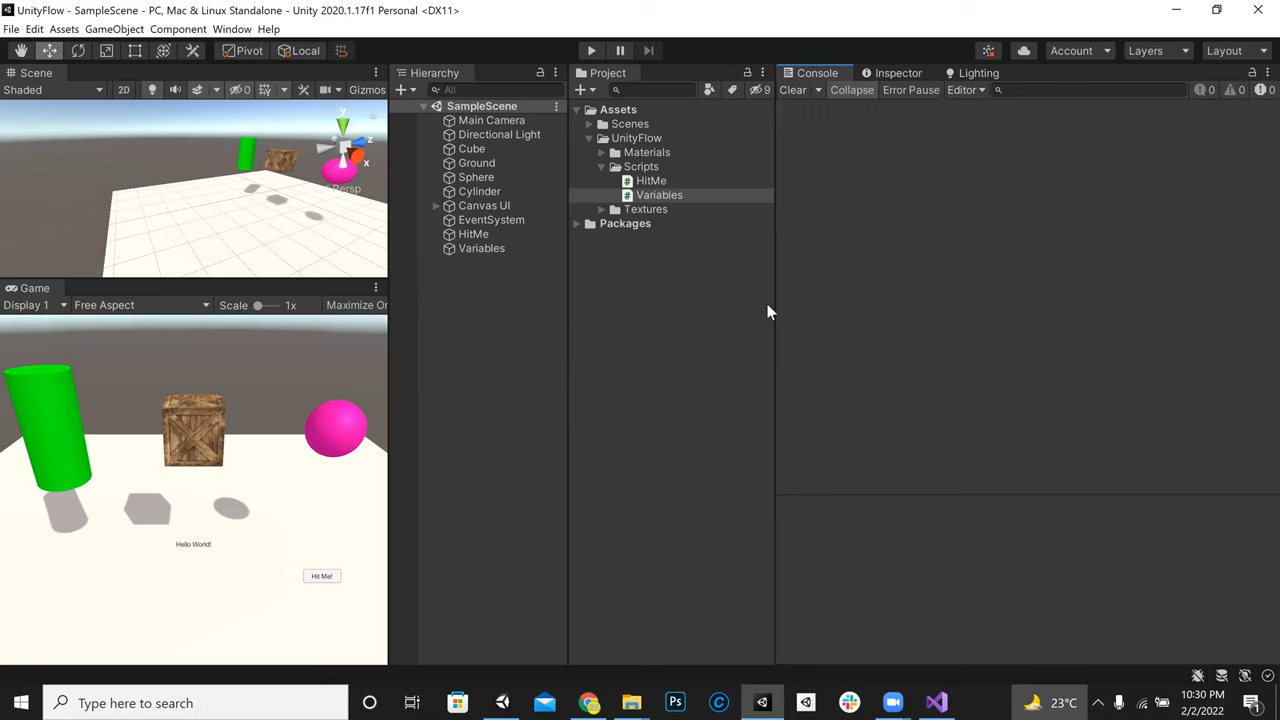 UnityFlow - SampleScene - PC, Mac & Linux Standalone - Unity 2020.1.17f1 Personal <DX11>
File Edit Assets GameObject Component Window Help
Pivot Local Account Layers Layout
Scene
Shaded 2D 0 Gizmos
y
z
x
Persp
Game
Display 1 Free Aspect Scale 1x Maximize On
Hello World!
Hit Me!
Hierarchy
All
SampleScene
Main Camera
Directional Light
Cube
Ground
Sphere
Cylinder
Canvas UI
EventSystem
HitMe
Variables
Project
9
Assets
Scenes
UnityFlow
Materials
Scripts
HitMe
Variables
Textures
Packages
Console Inspector Lighting
Clear Collapse Error Pause Editor 0 0 0
Type here to search
23°C
10:30 PM
2/2/2022
1